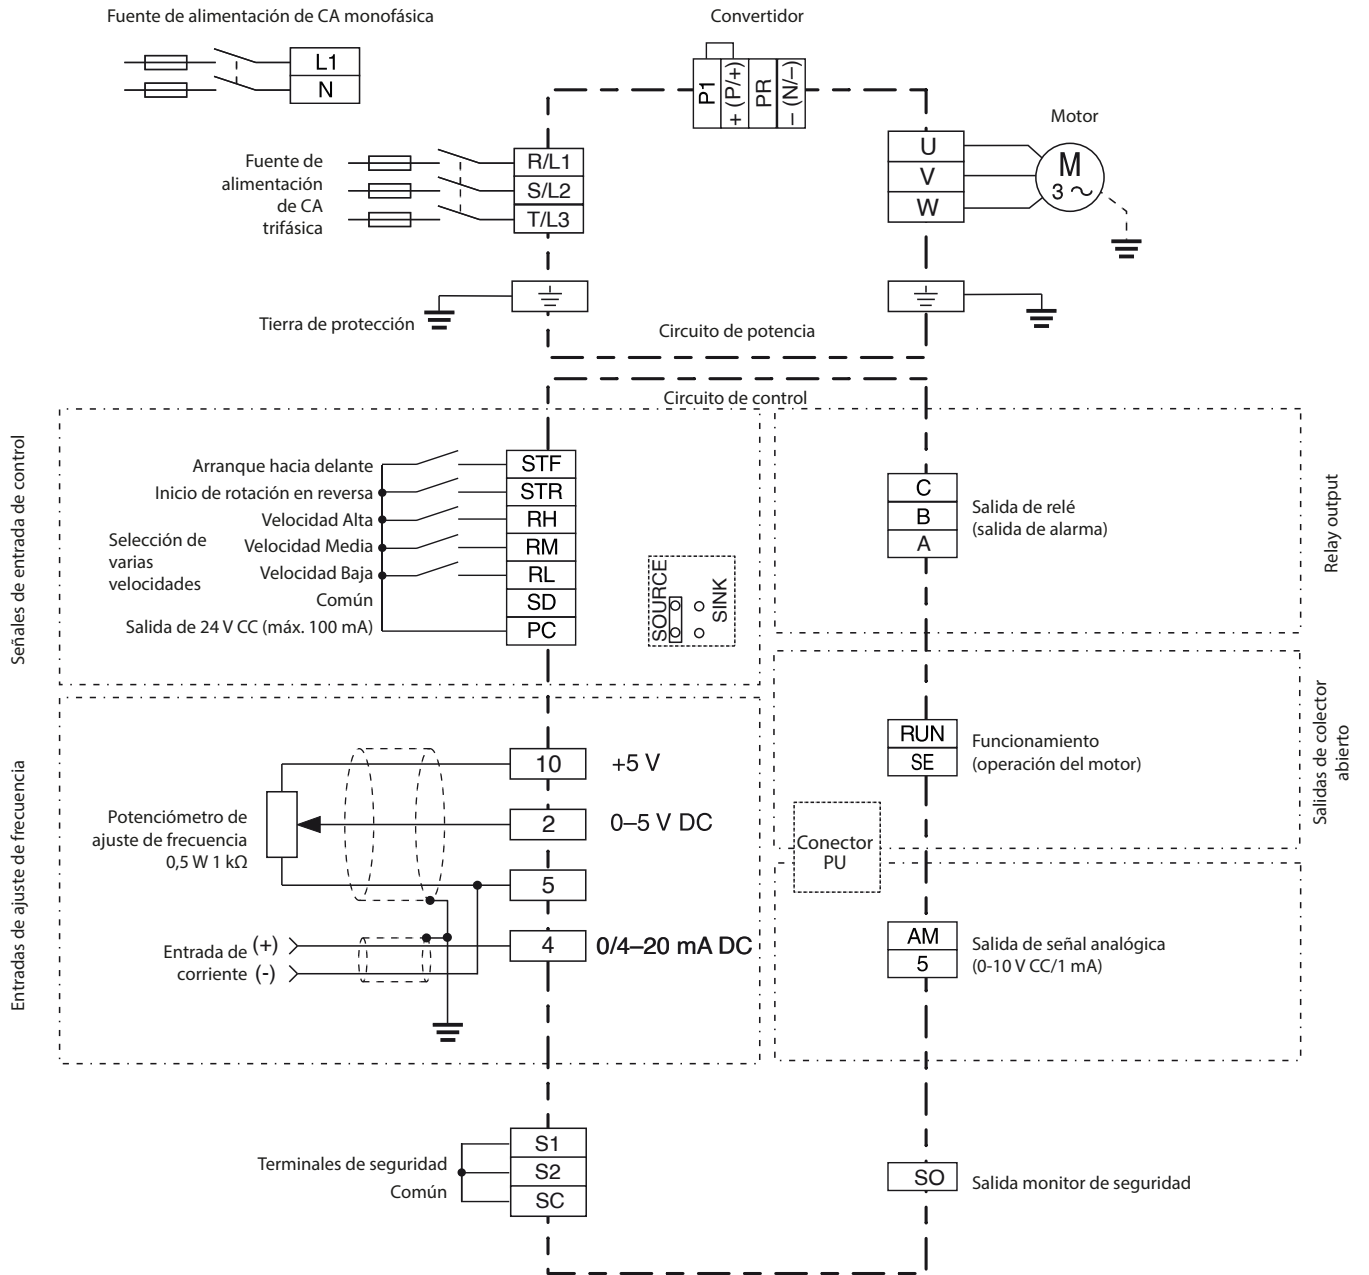 Fuente de alimentación de CA monofásica
L1
N
Convertidor
P1
+ (P/+)
PR
– (N/–)
Motor
M
3 ~
U
V
W
Fuente de
alimentación
de CA
trifásica
R/L1
S/L2
T/L3
Tierra de protección
Circuito de potencia
Circuito de control
Señales de entrada de control
Arranque hacia delante
Inicio de rotación en reversa
Velocidad Alta
Selección de
varias
velocidades
Velocidad Media
Velocidad Baja
Común
Salida de 24 V CC (máx. 100 mA)
STF
STR
RH
RM
RL
SD
PC
SOURCE
SINK
C
B
A
Salida de relé
(salida de alarma)
Relay output
RUN
SE
Funcionamiento
(operación del motor)
Salidas de colector
abierto
Conector
PU
Entradas de ajuste de frecuencia
Potenciómetro de
ajuste de frecuencia
0,5 W 1 kΩ
10
+5 V
2
0–5 V DC
5
4
0/4–20 mA DC
Entrada de
corriente
(+)
(-)
AM
5
Salida de señal analógica
(0-10 V CC/1 mA)
Terminales de seguridad
Común
S1
S2
SC
SO
Salida monitor de seguridad